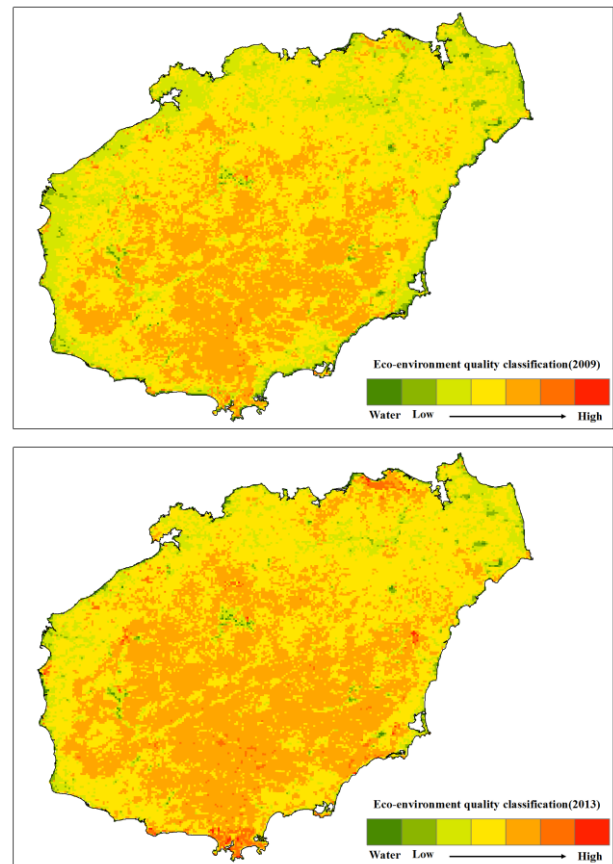 Eco-environment quality classification(2009)
Water Low High
Eco-environment quality classification(2013)
Water Low High